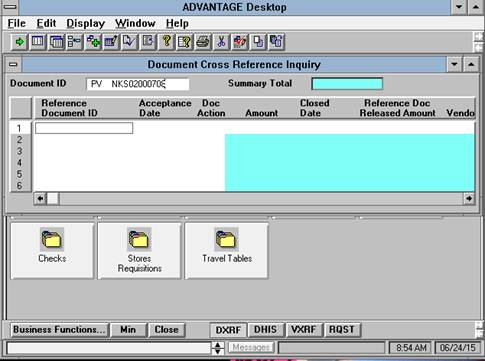 ADVANTAGE Desktop
File Edit Display Window Help
Document Cross Reference Inquiry
Document ID PV NKS0200706 Summary Total
Reference Document ID Acceptance Date Doc Action Amount Closed Date Reference Doc Released Amount Vendo
1
2
3
4
5
6
Checks Stores Requisitions Travel Tables
Business Functions... Min Close DXRF DHIS VXRF RQST
Messages 8:54 AM 06/24/15